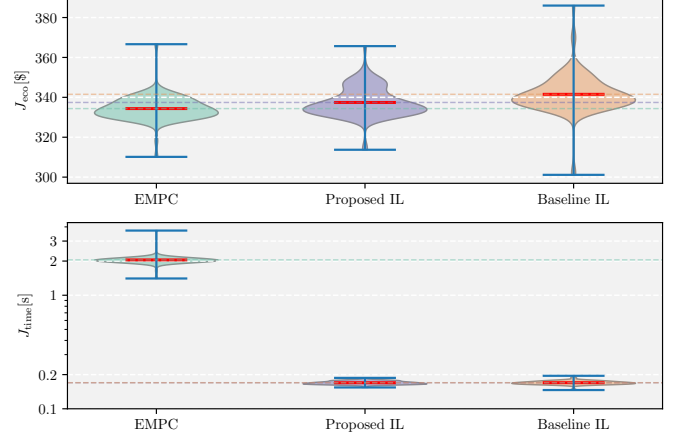 380
360
340
320
300
J_eco[$]
EMPC
Proposed IL
Baseline IL
3
2
1
0.2
0.1
J_time[s]
EMPC
Proposed IL
Baseline IL